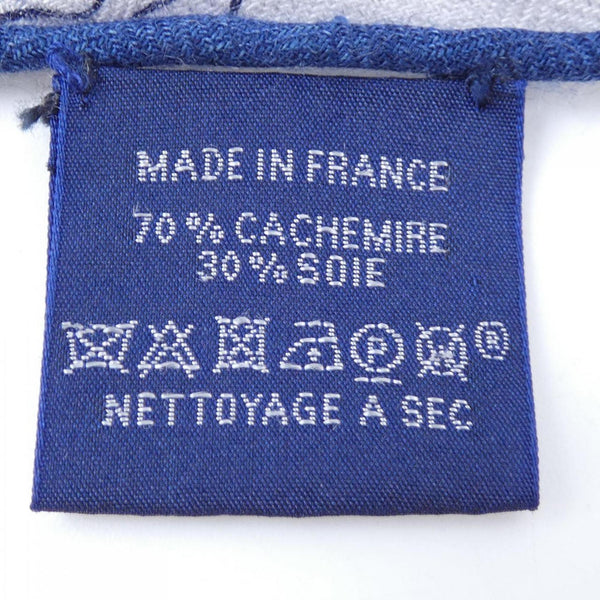 MADE IN FRANCE
70% CACHEMIRE
30% SOIE
P ®
NETTOYAGE A SEC